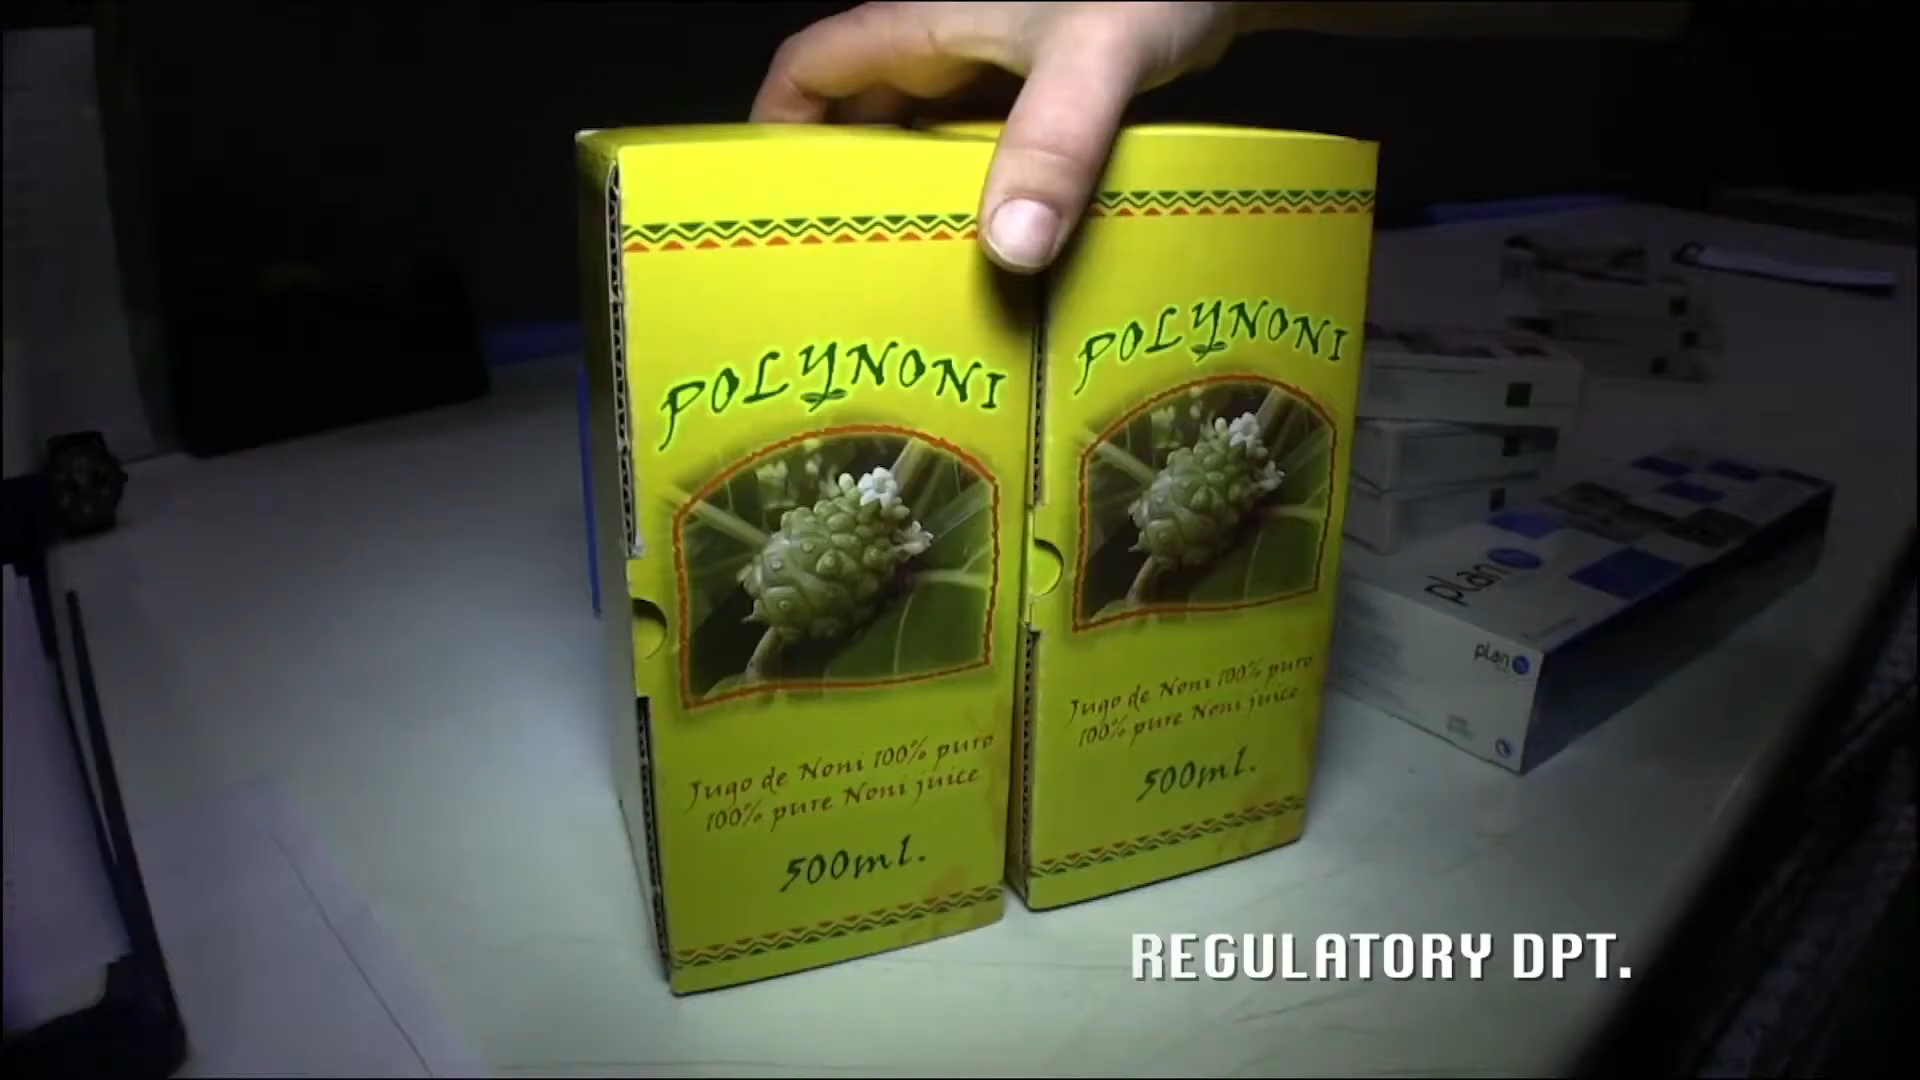 POLYNONI
Jugo de Noni 100% puro
100% pure Noni juice
500ml.
POLYNONI
Jugo de Noni 100% puro
100% pure Noni juice
500ml.
plan
plan
REGULATORY DPT.